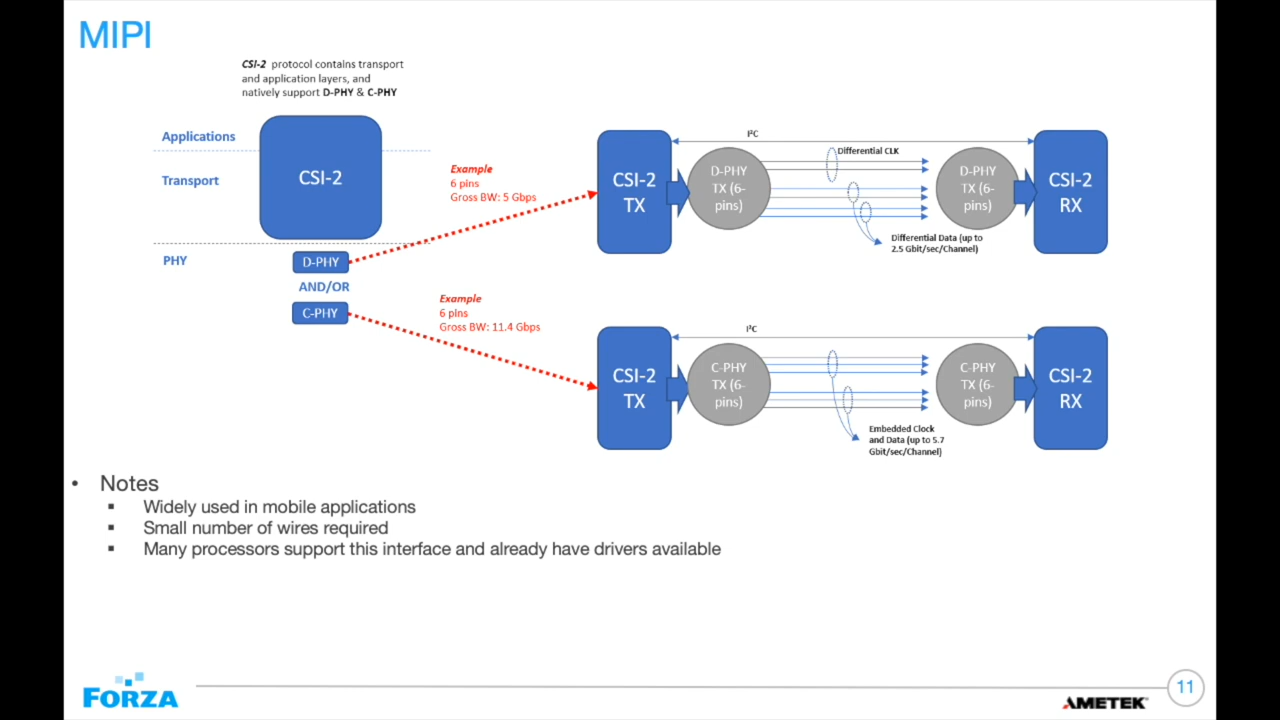 MIPI
CSI-2 protocol contains transport
and application layers, and
natively support D-PHY & C-PHY
Applications
Transport
PHY
CSI-2
D-PHY
AND/OR
C-PHY
Example
6 pins
Gross BW: 5 Gbps
Example
6 pins
Gross BW: 11.4 Gbps
I²C
CSI-2
TX
D-PHY
TX (6-
pins)
Differential CLK
Differential Data (up to
2.5 Gbit/sec/Channel)
D-PHY
TX (6-
pins)
CSI-2
RX
I²C
CSI-2
TX
C-PHY
TX (6-
pins)
Embedded Clock
and Data (up to 5.7
Gbit/sec/Channel)
C-PHY
TX (6-
pins)
CSI-2
RX
• Notes
▪ Widely used in mobile applications
▪ Small number of wires required
▪ Many processors support this interface and already have drivers available
FORZA
AMETEK
11